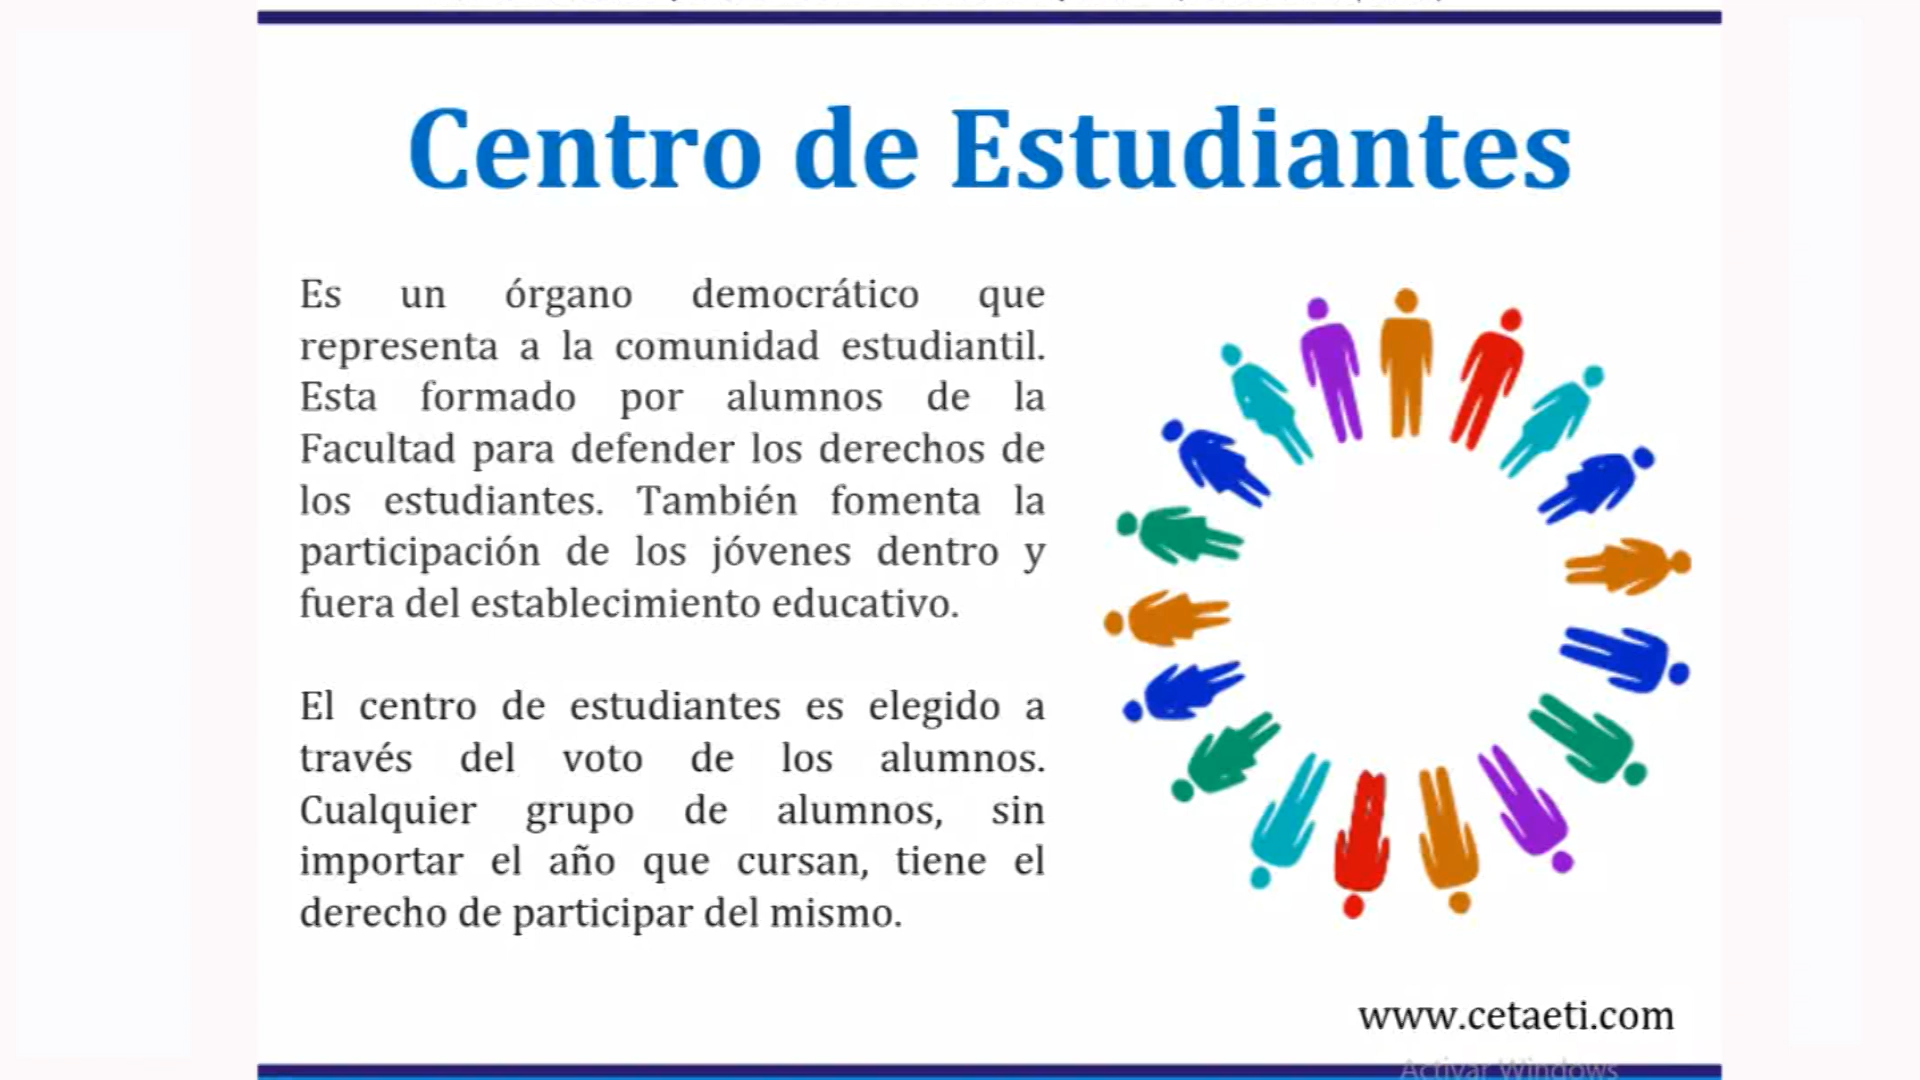 Centro de Estudiantes
Es un órgano democrático que
representa a la comunidad estudiantil.
Esta formado por alumnos de la
Facultad para defender los derechos de
los estudiantes. También fomenta la
participación de los jóvenes dentro y
fuera del establecimiento educativo.
El centro de estudiantes es elegido a
través del voto de los alumnos.
Cualquier grupo de alumnos, sin
importar el año que cursan, tiene el
derecho de participar del mismo.
www.cetaeti.com
Activar Windows